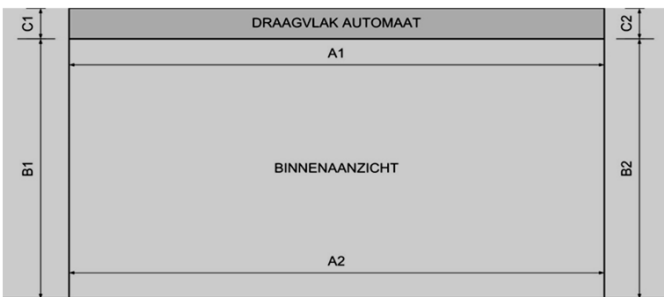 C1
DRAAGVLAK AUTOMAAT
C2
A1
B1
BINNENAANZICHT
B2
A2